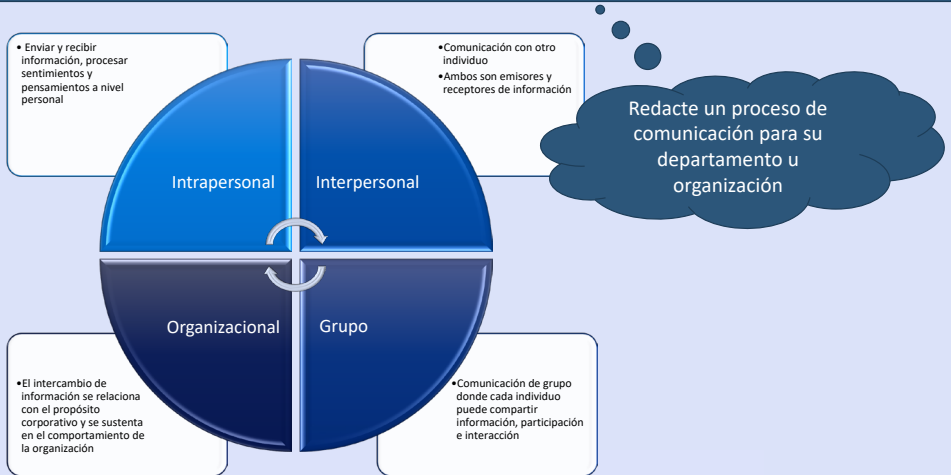 • Enviar y recibir
información, procesar
sentimientos y
pensamientos a nivel
personal
•Comunicación con otro
individuo
•Ambos son emisores y
receptores de información
Redacte un proceso de
comunicación para su
departamento u
organización
Intrapersonal
Interpersonal
Organizacional
Grupo
•El intercambio de
información se relaciona
con el propósito
corporativo y se sustenta
en el comportamiento de
la organización
•Comunicación de grupo
donde cada individuo
puede compartir
información, participación
e interacción